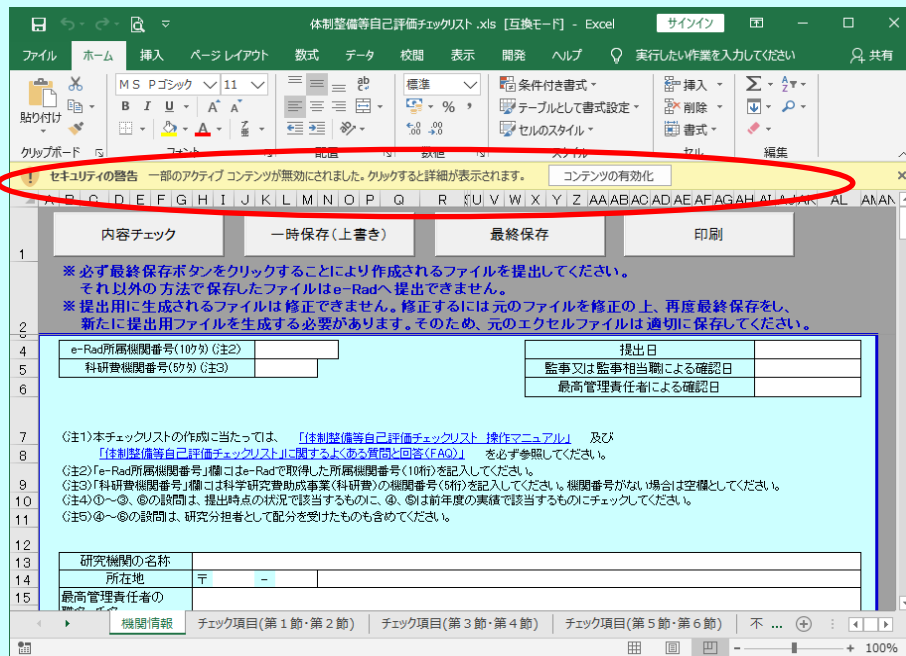 体制整備等自己評価チェックリスト .xls [互換モード] - Excel サインイン
ファイル ホーム 挿入 ページ レイアウト 数式 データ 校閲 表示 開発 ヘルプ 実行したい作業を入力してください 共有
ＭＳ Ｐゴシック 11 標準 条件付き書式 挿入
貼り付け B I U テーブルとして書式設定 削除
セルのスタイル 書式
クリップボード フォント 配置 数値 スタイル セル 編集
セキュリティの警告 一部のアクティブ コンテンツが無効にされました。クリックすると詳細が表示されます。 コンテンツの有効化
A B C D E F G H I J K L M N O P Q R S U V W X Y Z AA AB AC AD AE AF AG AH AI AJ AK AL AM AN
内容チェック 一時保存(上書き) 最終保存 印刷
1
※必ず最終保存ボタンをクリックすることにより作成されるファイルを提出してください。
それ以外の方法で保存したファイルはe-Radへ提出できません。
※提出用に生成されるファイルは修正できません。修正するには元のファイルを修正の上、再度最終保存をし、
2 新たに提出用ファイルを生成する必要があります。そのため、元のエクセルファイルは適切に保存してください。
3
4 e-Rad所属機関番号(10ケタ)(注2) 提出日
5 科研費機関番号(5ケタ)(注3) 監事又は監事相当職による確認日
6 最高管理責任者による確認日
7 (注1)本チェックリストの作成に当たっては、 「体制整備等自己評価チェックリスト 操作マニュアル」 及び
8 「体制整備等自己評価チェックリスト」に関するよくある質問と回答(FAQ)」 を必ず参照してください。
(注2)「e-Rad所属機関番号」欄にはe-Radで取得した所属機関番号(10桁)を記入してください。
9 (注3)「科研費機関番号」欄には科学研究費助成事業(科研費)の機関番号(5桁)を記入してください。機関番号がない場合は空欄としてください。
10 (注4)①～③、⑥の設問は、提出時点の状況で該当するものに、④、⑤は前年度の実績で該当するものにチェックしてください。
11 (注5)④～⑥の設問は、研究分担者として配分を受けたものも含めてください。
12
13 研究機関の名称
14 所在地 〒 －
15 最高管理責任者の
職名・氏名
機関情報 チェック項目(第１節・第２節) チェック項目(第３節・第４節) チェック項目(第５節・第６節) 不 ...
100%